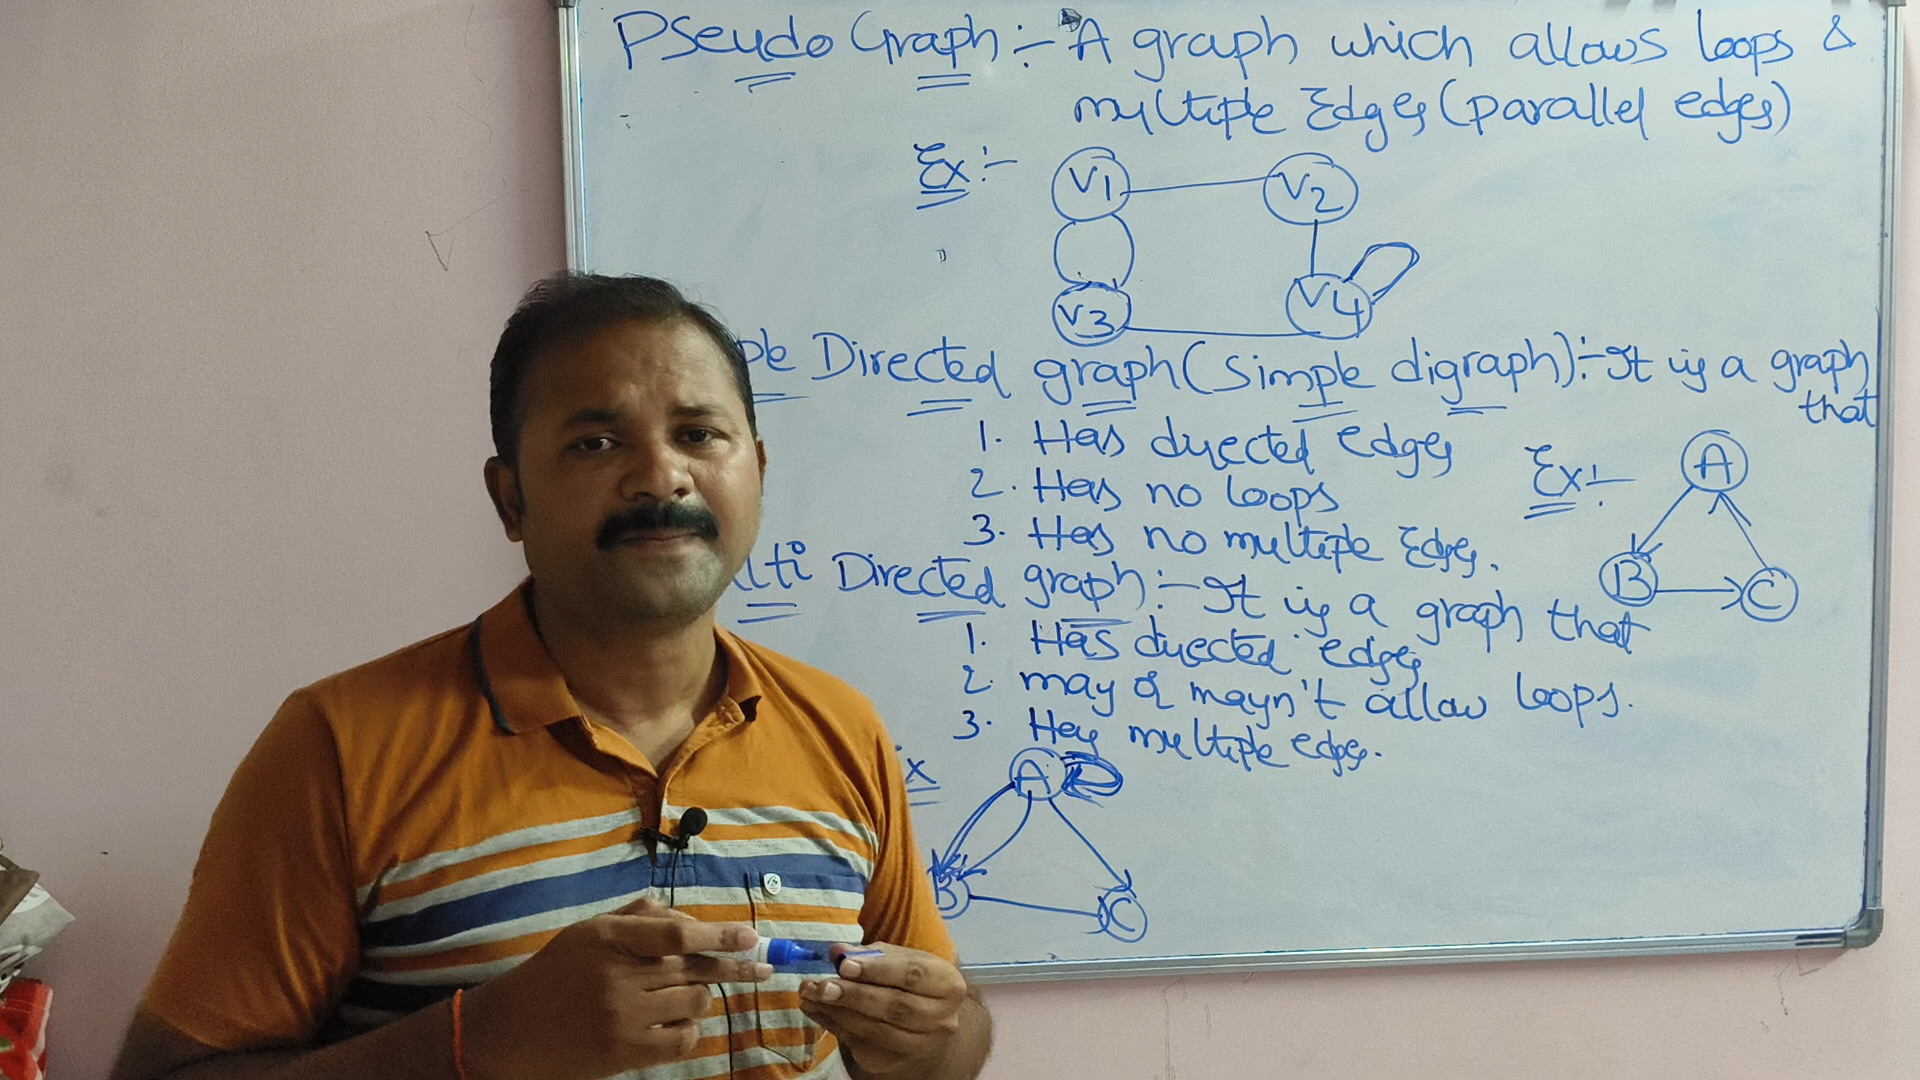 Pseudo Graph :- A graph which allows loops &
multiple Edges (parallel edges)
Ex :-
V1 V2
V3 V4
ple Directed graph (Simple digraph) :- It is a graph
that
1. Has directed edges
2. Has no loops
3. Has no multiple Edges.
Ex :-
A
B C
lti Directed graph :- It is a graph that
1. Has directed edges
2. may or mayn't allow loops.
3. Has multiple edges.
x
A
B C